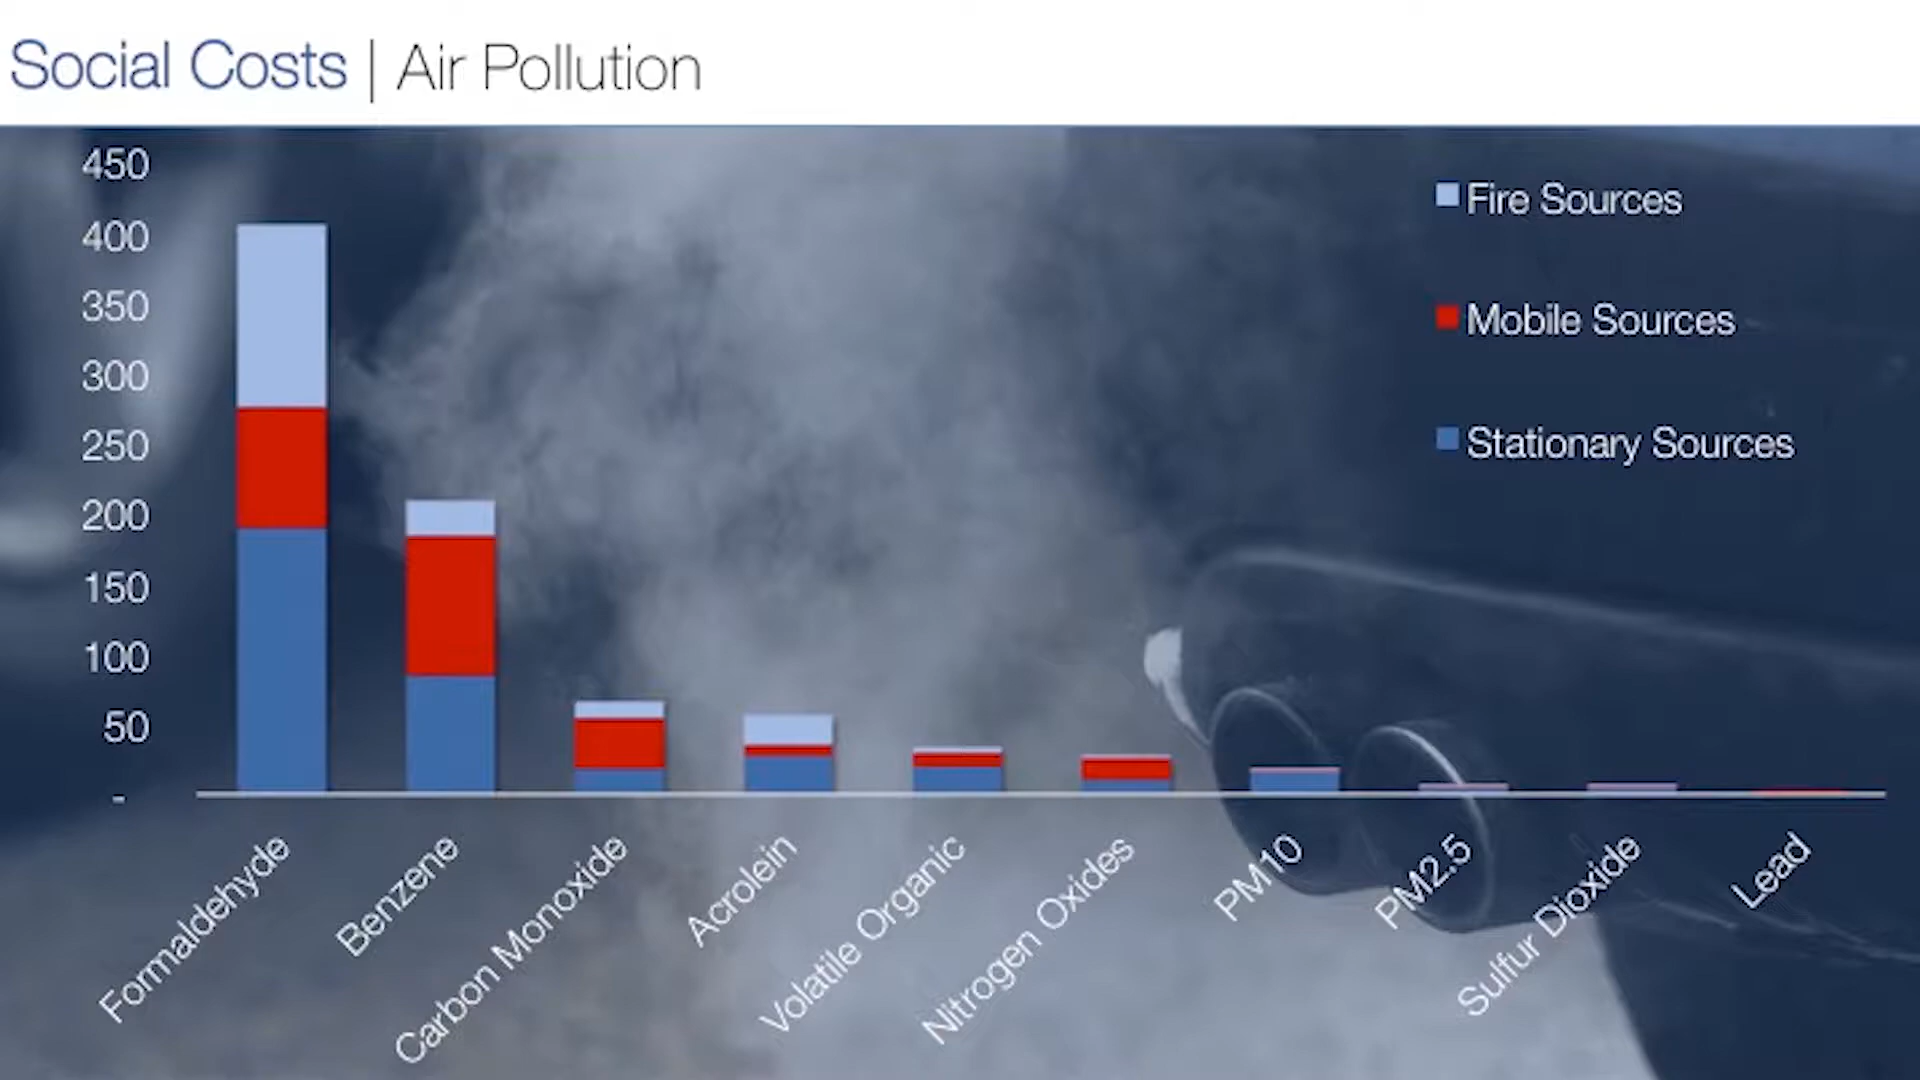 Social Costs | Air Pollution
450
400
350
300
250
200
150
100
50
-
Fire Sources
Mobile Sources
Stationary Sources
Formaldehyde
Benzene
Carbon Monoxide
Acrolein
Volatile Organic
Nitrogen Oxides
PM10
PM2.5
Sulfur Dioxide
Lead